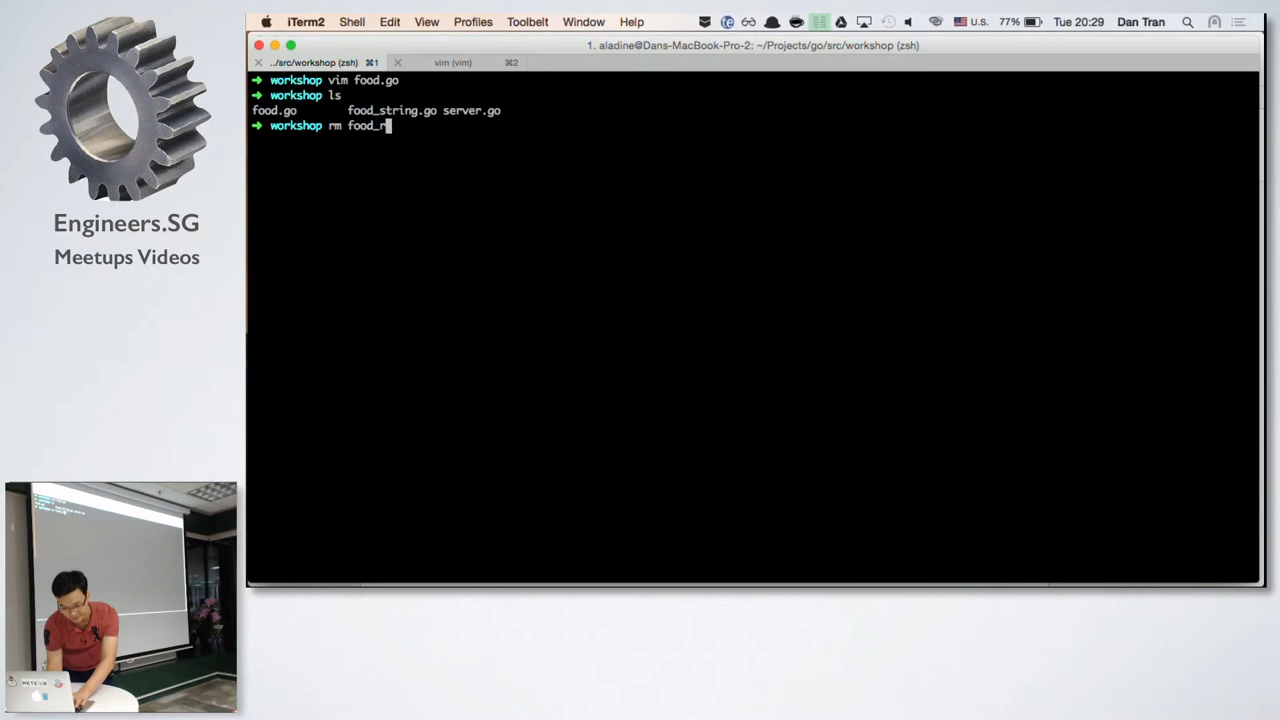 Engineers.SG
Meetups Videos
iTerm2 Shell Edit View Profiles Toolbelt Window Help U.S. 77% Tue 20:29 Dan Tran
1. aladine@Dans-MacBook-Pro-2: ~/Projects/go/src/workshop (zsh)
../src/workshop (zsh) ⌘1 vim (vim) ⌘2
➜ workshop vim food.go
➜ workshop ls
food.go food_string.go server.go
➜ workshop rm food_r